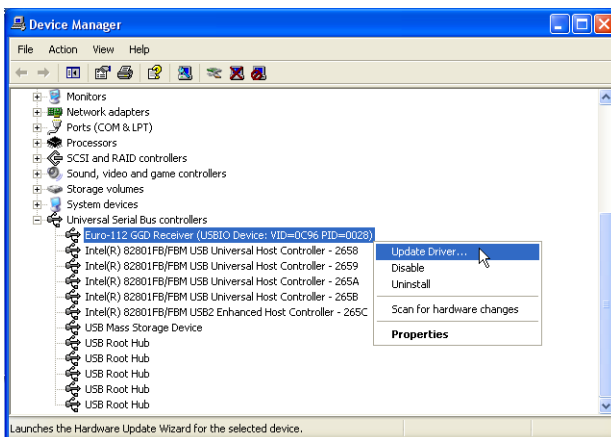 Device Manager
File Action View Help
Monitors
Network adapters
Ports (COM & LPT)
Processors
SCSI and RAID controllers
Sound, video and game controllers
Storage volumes
System devices
Universal Serial Bus controllers
Euro-112 GGD Receiver (USBIO Device: VID=0C96 PID=0028)
Intel(R) 82801FB/FBM USB Universal Host Controller - 2658
Intel(R) 82801FB/FBM USB Universal Host Controller - 2659
Intel(R) 82801FB/FBM USB Universal Host Controller - 265A
Intel(R) 82801FB/FBM USB Universal Host Controller - 265B
Intel(R) 82801FB/FBM USB2 Enhanced Host Controller - 265C
USB Mass Storage Device
USB Root Hub
USB Root Hub
USB Root Hub
USB Root Hub
USB Root Hub
Update Driver...
Disable
Uninstall
Scan for hardware changes
Properties
Launches the Hardware Update Wizard for the selected device.